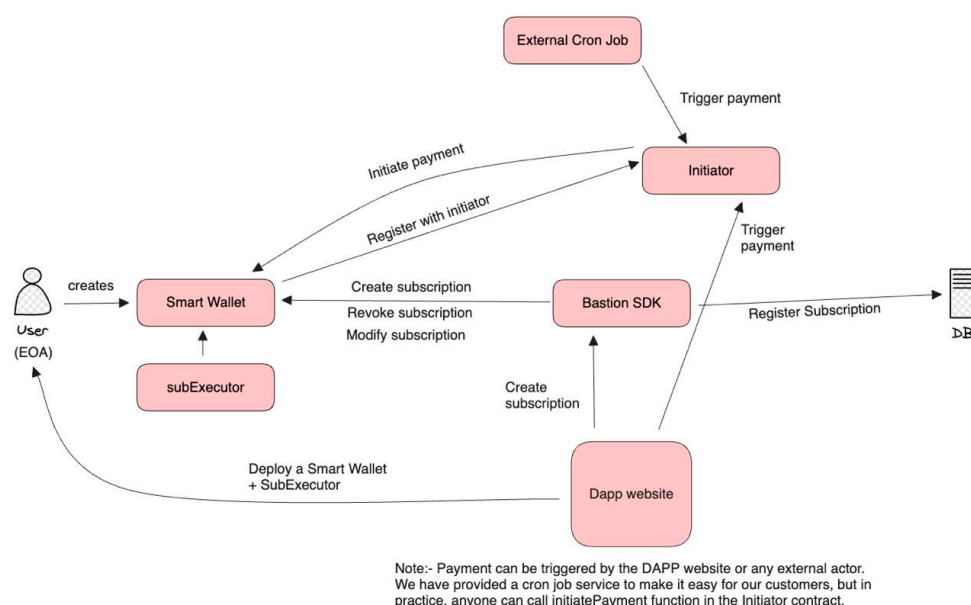 External Cron Job
Trigger payment
Initiate payment
Initiator
Register with initiator
Trigger
payment
creates
Smart Wallet
Create subscription
Revoke subscription
Modify subscription
Bastion SDK
Register Subscription
User
(EOA)
DB
subExecutor
Create
subscription
Deploy a Smart Wallet
+ SubExecutor
Dapp website
Note:- Payment can be triggered by the DAPP website or any external actor.
We have provided a cron job service to make it easy for our customers, but in
practice, anyone can call initiatePayment function in the Initiator contract.